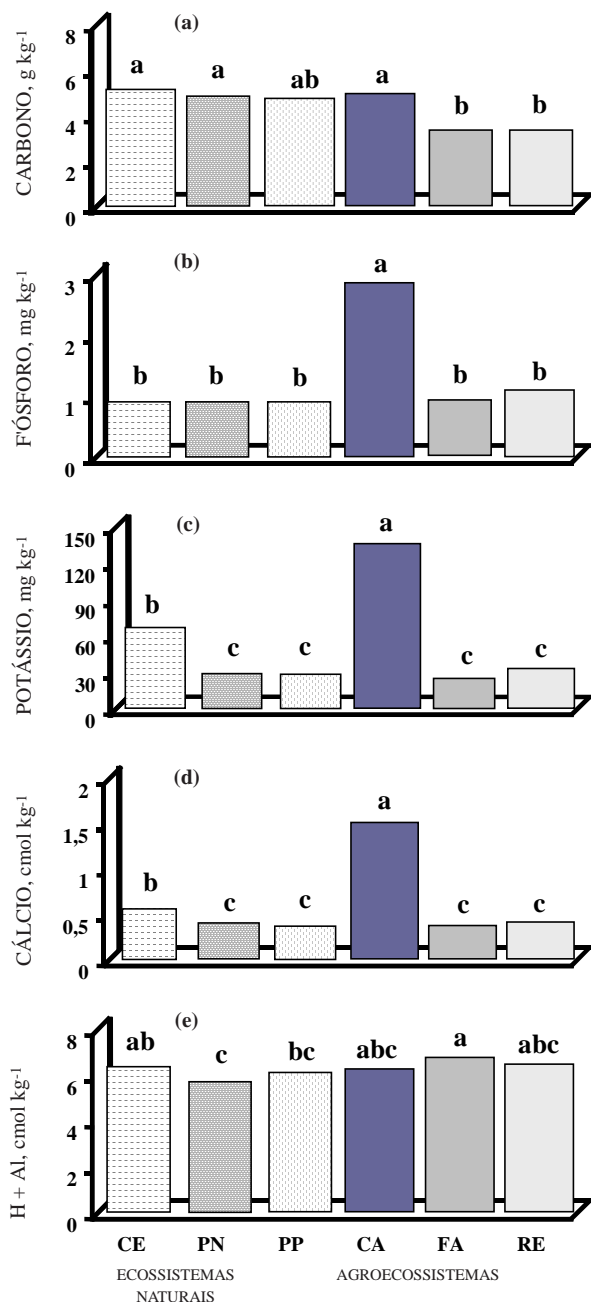 (a)
CARBONO, g kg-1
8
6
4
2
0
a a ab a b b
(b)
F'ÓSFORO, mg kg-1
3
2
1
0
b b b a b b
(c)
POTÁSSIO, mg kg-1
150
120
90
60
30
0
b c c a c c
(d)
CÁLCIO, cmol kg-1
2
1,5
1
0,5
0
b c c a c c
(e)
H + Al, cmol kg-1
8
6
4
2
0
ab c bc abc a abc
CE PN PP CA FA RE
ECOSSISTEMAS AGROECOSSISTEMAS
NATURAIS